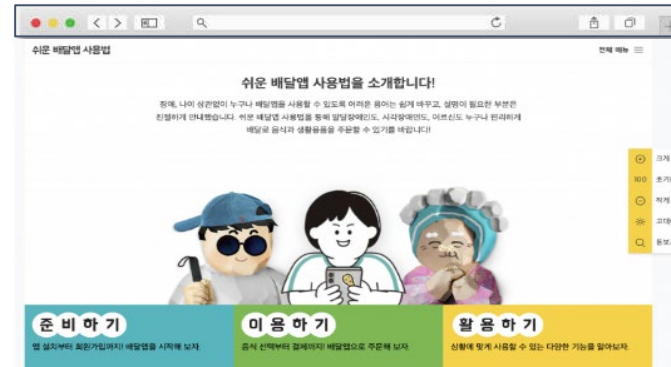 쉬운 배달앱 사용법
전체 메뉴
쉬운 배달앱 사용법을 소개합니다!
장애, 나이 상관없이 누구나 배달앱을 사용할 수 있도록 어려운 용어는 쉽게 바꾸고, 설명이 필요한 부분은
친절하게 안내했습니다. 쉬운 배달앱 사용법을 통해 발달장애인도, 시각장애인도, 어르신도 누구나 편리하게
배달로 음식과 생활용품을 주문할 수 있기를 바랍니다!
크게
100
작게
준비하기
이용하기
활용하기
앱 설치부터 회원가입까지! 배달앱을 시작해 보자.
음식 선택부터 결제까지! 배달앱으로 주문해 보자.
상황에 맞게 사용할 수 있는 다양한 기능을 알아보자.